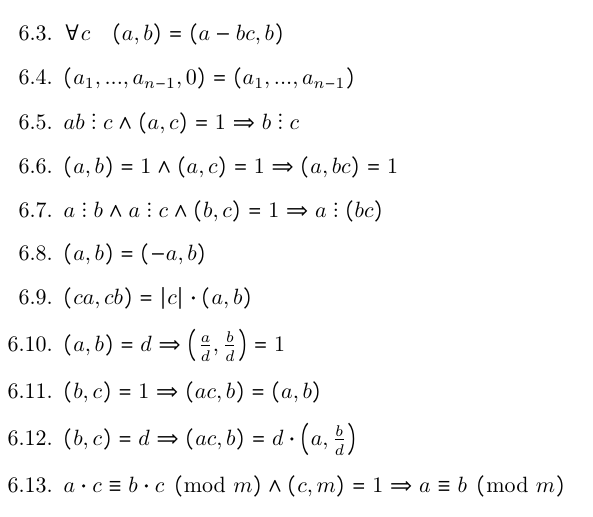 6.3. ∀c (a, b) = (a − bc, b)
6.4. (a₁, ..., aₙ₋₁, 0) = (a₁, ..., aₙ₋₁)
6.5. ab ⋮ c ∧ (a, c) = 1 ⇒ b ⋮ c
6.6. (a, b) = 1 ∧ (a, c) = 1 ⇒ (a, bc) = 1
6.7. a ⋮ b ∧ a ⋮ c ∧ (b, c) = 1 ⇒ a ⋮ (bc)
6.8. (a, b) = (−a, b)
6.9. (ca, cb) = |c| · (a, b)
6.10. (a, b) = d ⇒ (a/d, b/d) = 1
6.11. (b, c) = 1 ⇒ (ac, b) = (a, b)
6.12. (b, c) = d ⇒ (ac, b) = d · (a, b/d)
6.13. a · c ≡ b · c (mod m) ∧ (c, m) = 1 ⇒ a ≡ b (mod m)